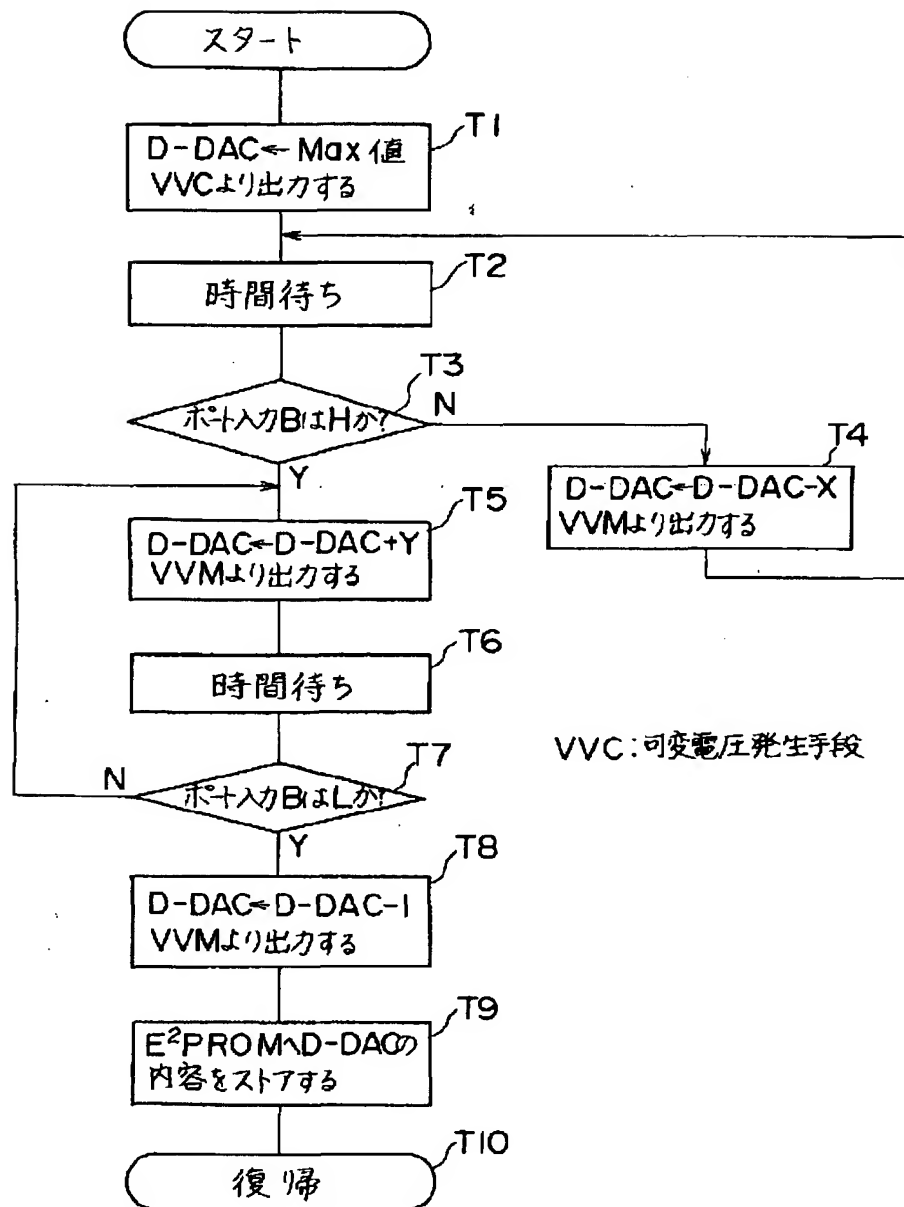 スタート
T1
D-DAC←Max値
VVCより出力する
T2
時間待ち
T3
ポート入力BはHか?
N
Y
T4
D-DAC←D-DAC-X
VVMより出力する
T5
D-DAC←D-DAC+Y
VVMより出力する
T6
時間待ち
VVC:可変電圧発生手段
T7
ポート入力BはLか?
N
Y
T8
D-DAC←D-DAC-1
VVMより出力する
T9
E²PROMへD-DACの
内容をストアする
T10
復帰